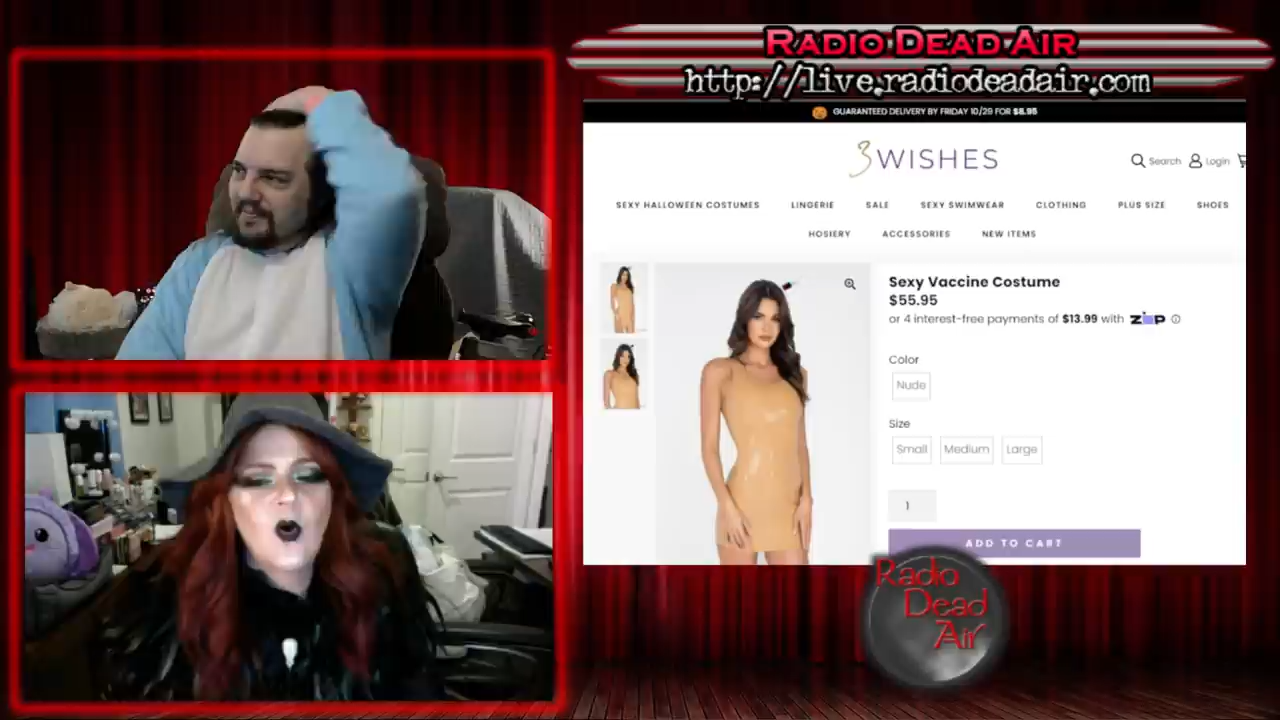 RADIO DEAD AIR
http://live.radiodeadair.com
GUARANTEED DELIVERY BY FRIDAY 10/29 FOR $8.95
3WISHES
Search Login
SEXY HALLOWEEN COSTUMES LINGERIE SALE SEXY SWIMWEAR CLOTHING PLUS SIZE SHOES
HOSIERY ACCESSORIES NEW ITEMS
Sexy Vaccine Costume
$55.95
or 4 interest-free payments of $13.99 with ZIP
Color
Nude
Size
Small Medium Large
1
ADD TO CART
Radio
Dead
Air